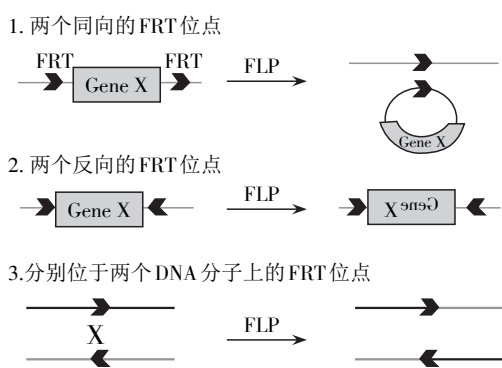 1. 两个同向的FRT位点
FRT FRT
Gene X
FLP
Gene X
2. 两个反向的FRT位点
Gene X
FLP
Gene X
3.分别位于两个DNA分子上的FRT位点
X
FLP